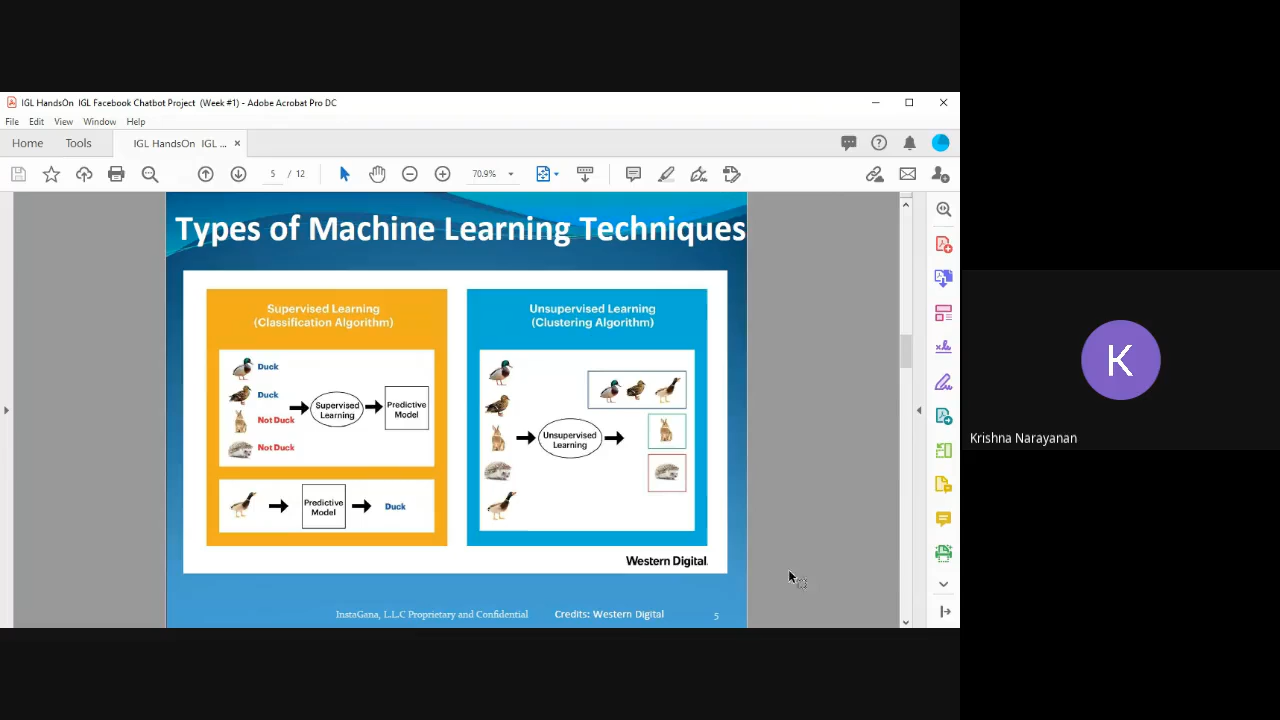 IGL HandsOn IGL Facebook Chatbot Project (Week #1) - Adobe Acrobat Pro DC
File Edit View Window Help
Home Tools IGL HandsOn IGL ... ×
5 / 12 70.9%
Types of Machine Learning Techniques
Supervised Learning
(Classification Algorithm)
Duck
Duck
Not Duck
Not Duck
Supervised
Learning
Predictive
Model
Predictive
Model
Duck
Unsupervised Learning
(Clustering Algorithm)
Unsupervised
Learning
Western Digital
InstaGana, L.L.C Proprietary and Confidential Credits: Western Digital 5
K
Krishna Narayanan